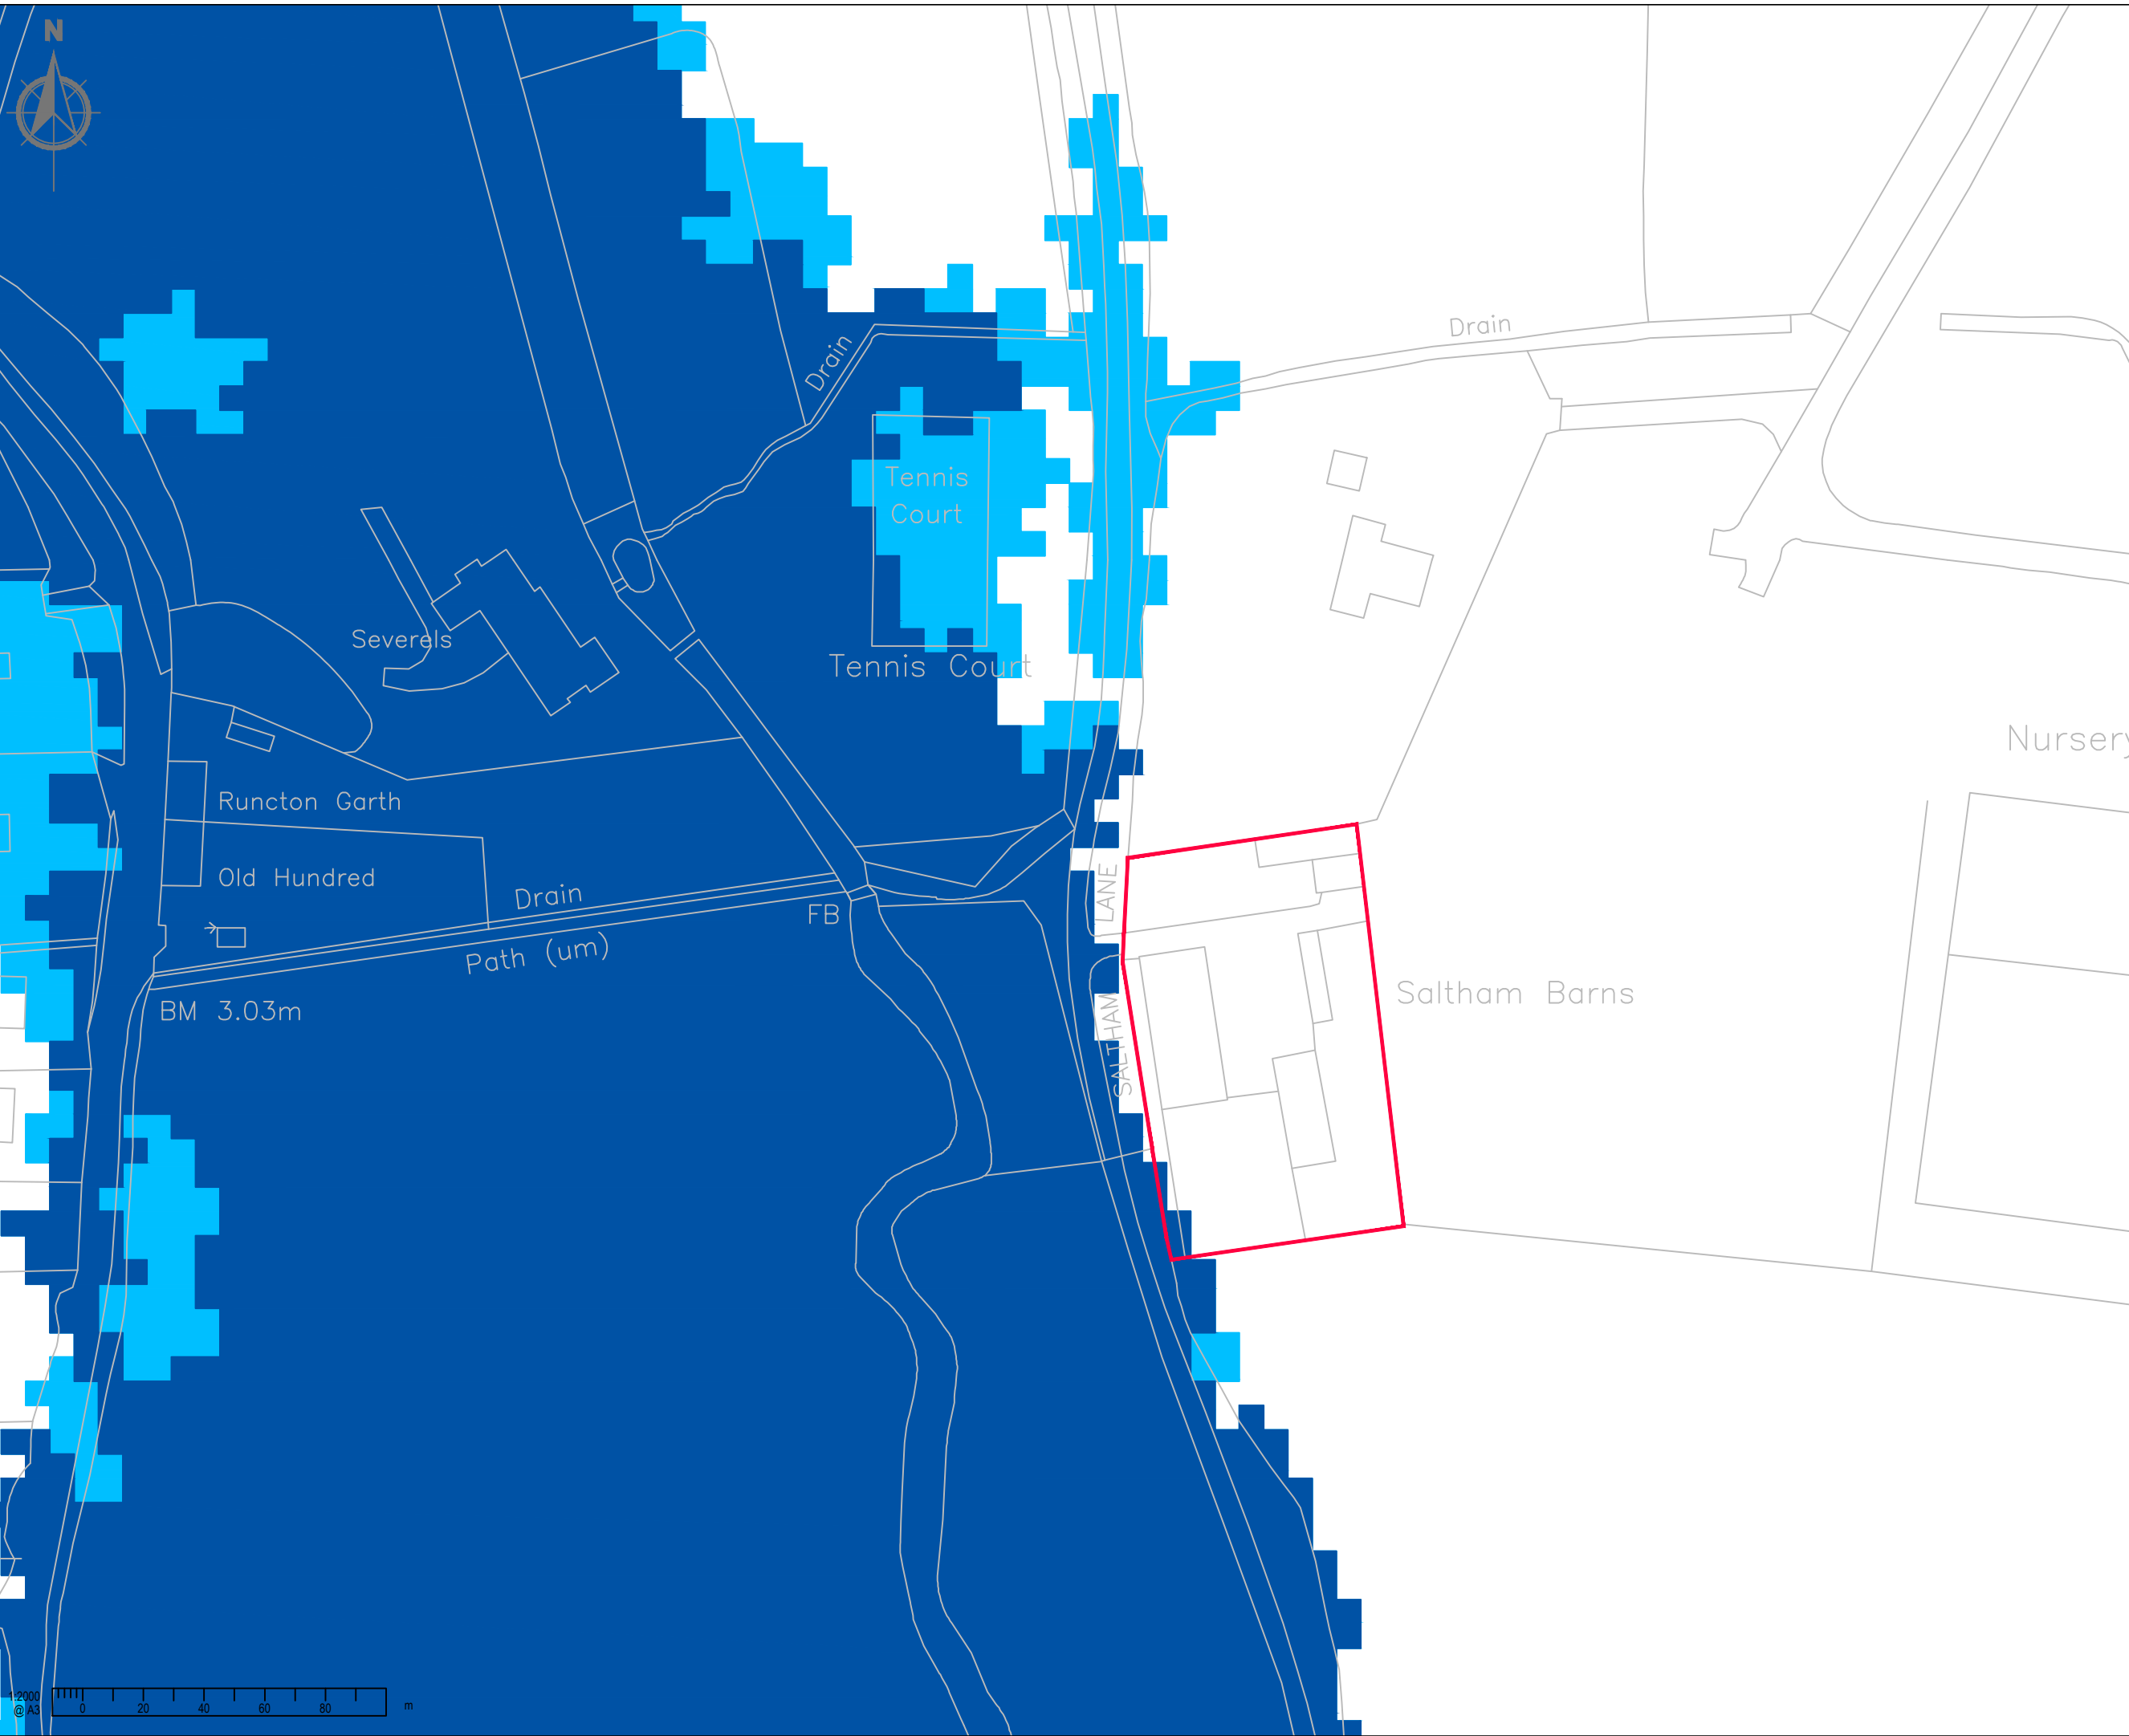 N
Drain
Drain
Tennis
Court
Tennis Court
Severels
Nursery
Runcton Garth
Old Hundred
Drain
FB
Path (um)
BM 3.03m
SALTHAM LANE
Saltham Barns
1:2000
@ A3
0 20 40 60 80 m